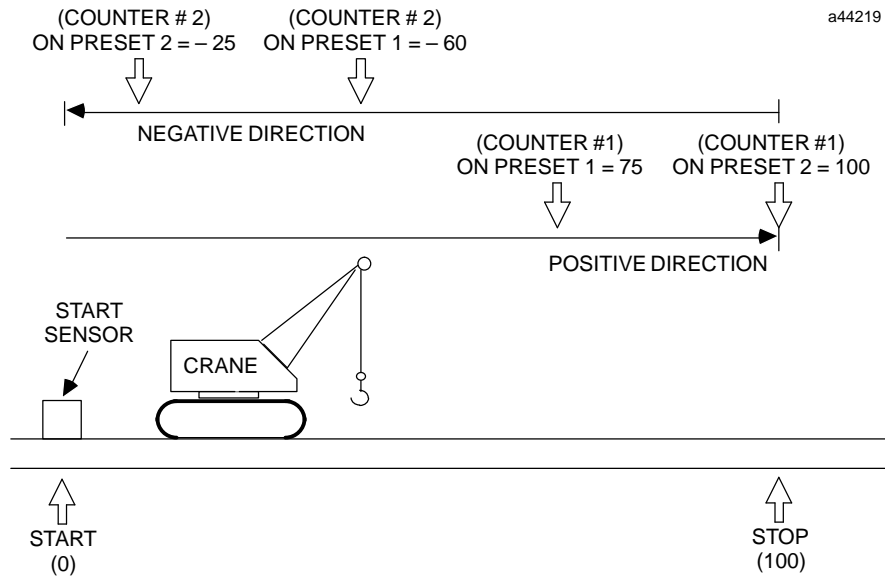 a44219
(COUNTER # 2)
ON PRESET 2 = – 25
(COUNTER # 2)
ON PRESET 1 = – 60
NEGATIVE DIRECTION
(COUNTER #1)
ON PRESET 1 = 75
(COUNTER #1)
ON PRESET 2 = 100
POSITIVE DIRECTION
START
SENSOR
CRANE
START
(0)
STOP
(100)